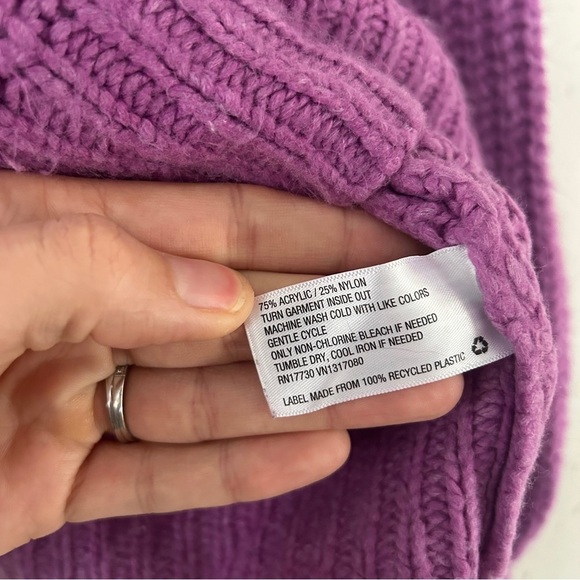 75% ACRYLIC / 25% NYLON
TURN GARMENT INSIDE OUT
MACHINE WASH COLD WITH LIKE COLORS
GENTLE CYCLE
ONLY NON-CHLORINE BLEACH IF NEEDED
TUMBLE DRY, COOL IRON IF NEEDED
RN17730 VN1317080
LABEL MADE FROM 100% RECYCLED PLASTIC